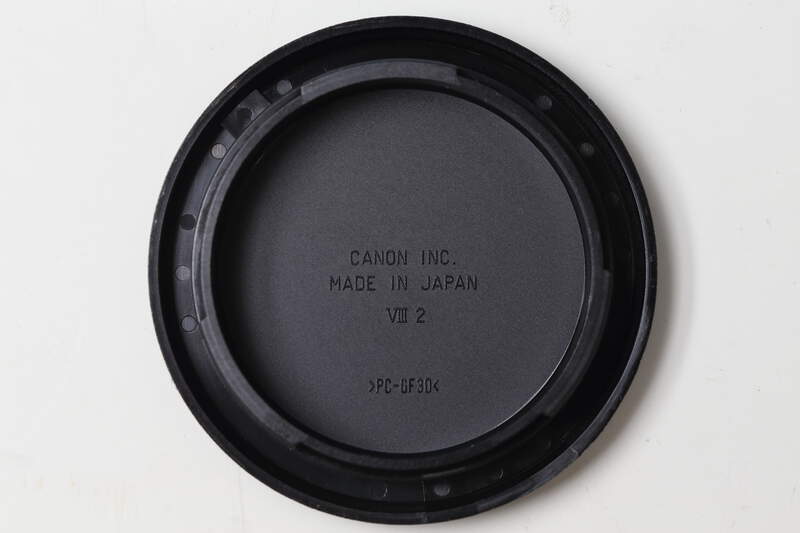 CANON INC.
MADE IN JAPAN
VIII 2
>PC-GF30<